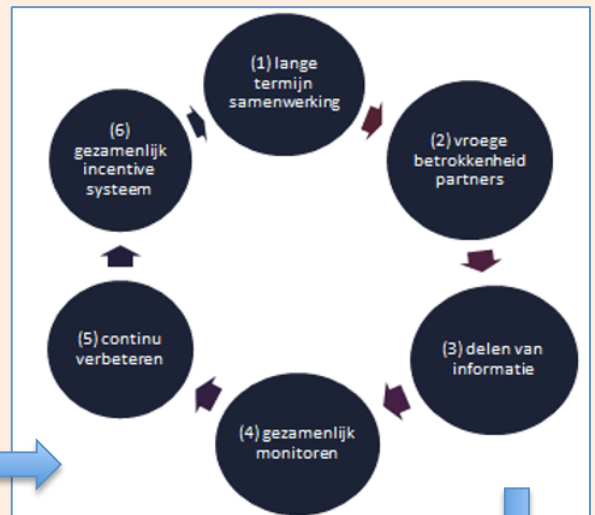 (1) lange
termijn
samenwerking
(2) vroege
betrokkenheid
partners
(3) delen van
informatie
(4) gezamenlijk
monitoren
(5) continu
verbeteren
(6)
gezamenlijk
incentive
systeem